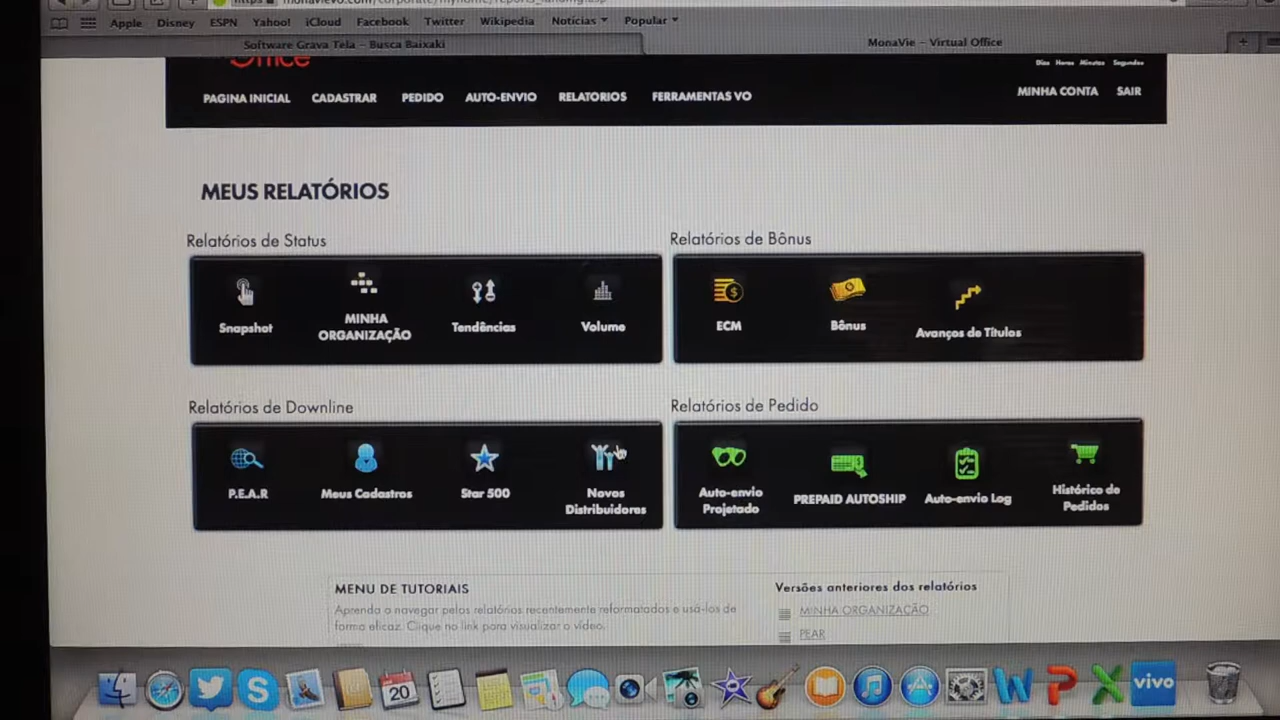 Apple Disney ESPN Yahoo! iCloud Facebook Twitter Wikipedia Notícias Popular
Software Grava Tela – Busca Baixaki
MonaVie – Virtual Office
Office
Dias Horas Minutos Segundos
PAGINA INICIAL CADASTRAR PEDIDO AUTO-ENVIO RELATORIOS FERRAMENTAS VO
MINHA CONTA SAIR
MEUS RELATÓRIOS
Relatórios de Status
Snapshot
MINHA
ORGANIZAÇÃO
Tendências
Volume
Relatórios de Bônus
ECM
Bônus
Avanços de Títulos
Relatórios de Downline
P.E.A.R
Meus Cadastros
Star 500
Novos
Distribuidores
Relatórios de Pedido
Auto-envio
Projetado
PREPAID AUTOSHIP
Auto-envio Log
Histórico de
Pedidos
MENU DE TUTORIAIS
Aprenda a navegar pelos relatórios recentemente reformatados e usá-los de
forma eficaz. Clique no link para visualizar o vídeo.
Versões anteriores dos relatórios
MINHA ORGANIZAÇÃO
PEAR
20
vivo